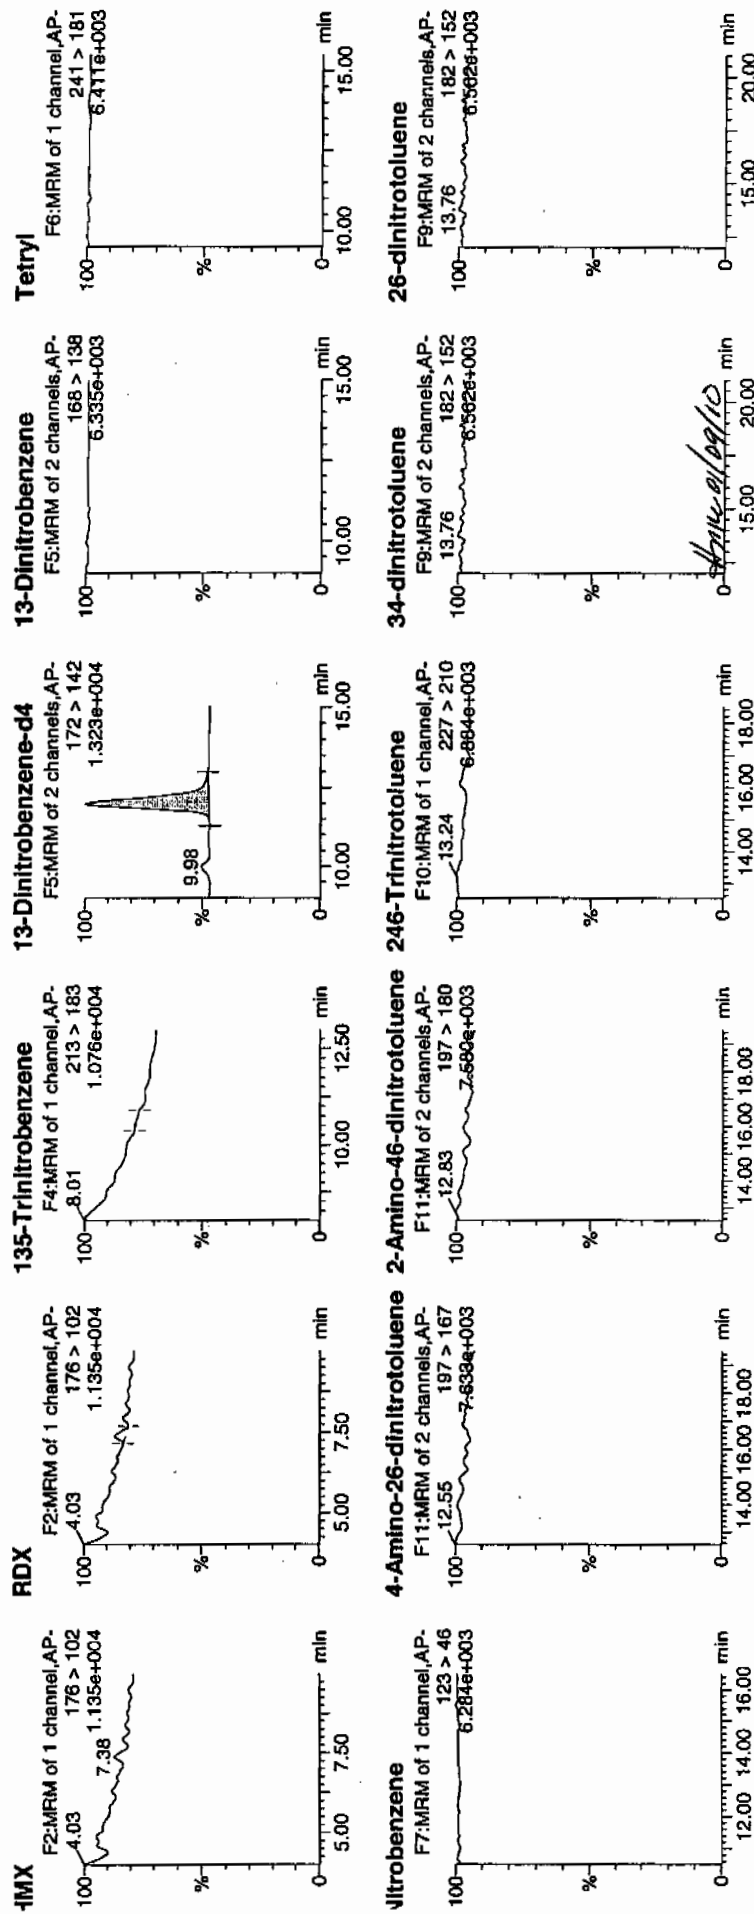 HMX
F2:MRM of 1 channel,AP-
176 > 102
1.135e+004
4.03
7.38
100
%
0
5.00 7.50 min
RDX
F2:MRM of 1 channel,AP-
176 > 102
1.135e+004
4.03
100
%
0
5.00 7.50 min
135-Trinitrobenzene
F4:MRM of 1 channel,AP-
213 > 183
1.076e+004
8.01
100
%
0
10.00 12.50 min
13-Dinitrobenzene-d4
F5:MRM of 2 channels,AP-
172 > 142
1.323e+004
9.98
100
%
0
10.00 15.00 min
13-Dinitrobenzene
F5:MRM of 2 channels,AP-
168 > 138
6.335e+003
100
%
0
10.00 15.00 min
Tetryl
F6:MRM of 1 channel,AP-
241 > 181
6.411e+003
100
%
0
10.00 15.00 min
Nitrobenzene
F7:MRM of 1 channel,AP-
123 > 46
6.284e+003
100
%
0
12.00 14.00 16.00 min
4-Amino-26-dinitrotoluene
F11:MRM of 2 channels,AP-
197 > 167
7.633e+003
12.55
100
%
0
14.00 16.00 18.00 min
2-Amino-46-dinitrotoluene
F11:MRM of 2 channels,AP-
197 > 180
7.580e+003
12.83
100
%
0
14.00 16.00 18.00 min
246-Trinitrotoluene
F10:MRM of 1 channel,AP-
227 > 210
6.884e+003
13.24
100
%
0
14.00 16.00 18.00 min
34-dinitrotoluene
F9:MRM of 2 channels,AP-
182 > 152
6.562e+003
13.76
100
%
0
15.00 20.00 min
01/09/10
26-dinitrotoluene
F9:MRM of 2 channels,AP-
182 > 152
6.562e+003
13.76
100
%
0
15.00 20.00 min